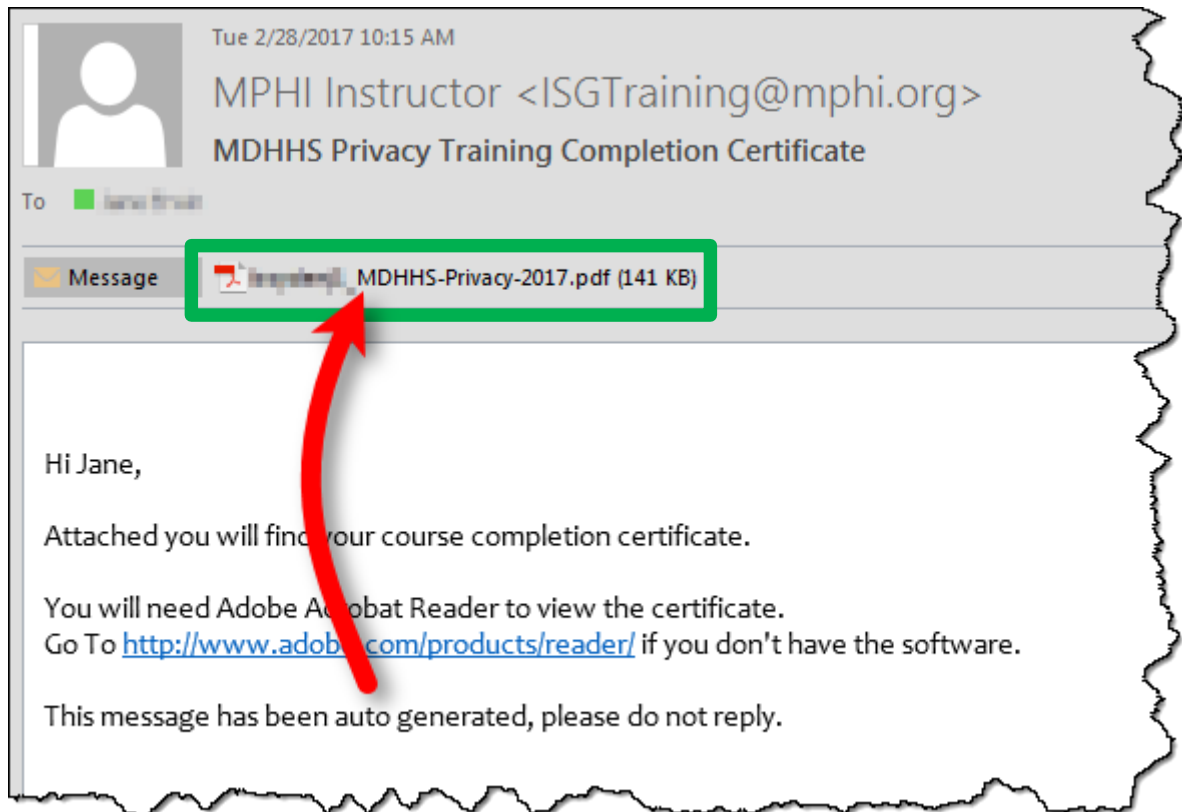 Tue 2/28/2017 10:15 AM
MPHI Instructor <ISGTraining@mphi.org>
MDHHS Privacy Training Completion Certificate
To
Message
_MDHHS-Privacy-2017.pdf (141 KB)
Hi Jane,
Attached you will find your course completion certificate.
You will need Adobe Acrobat Reader to view the certificate.
Go To http://www.adobe.com/products/reader/ if you don't have the software.
This message has been auto generated, please do not reply.